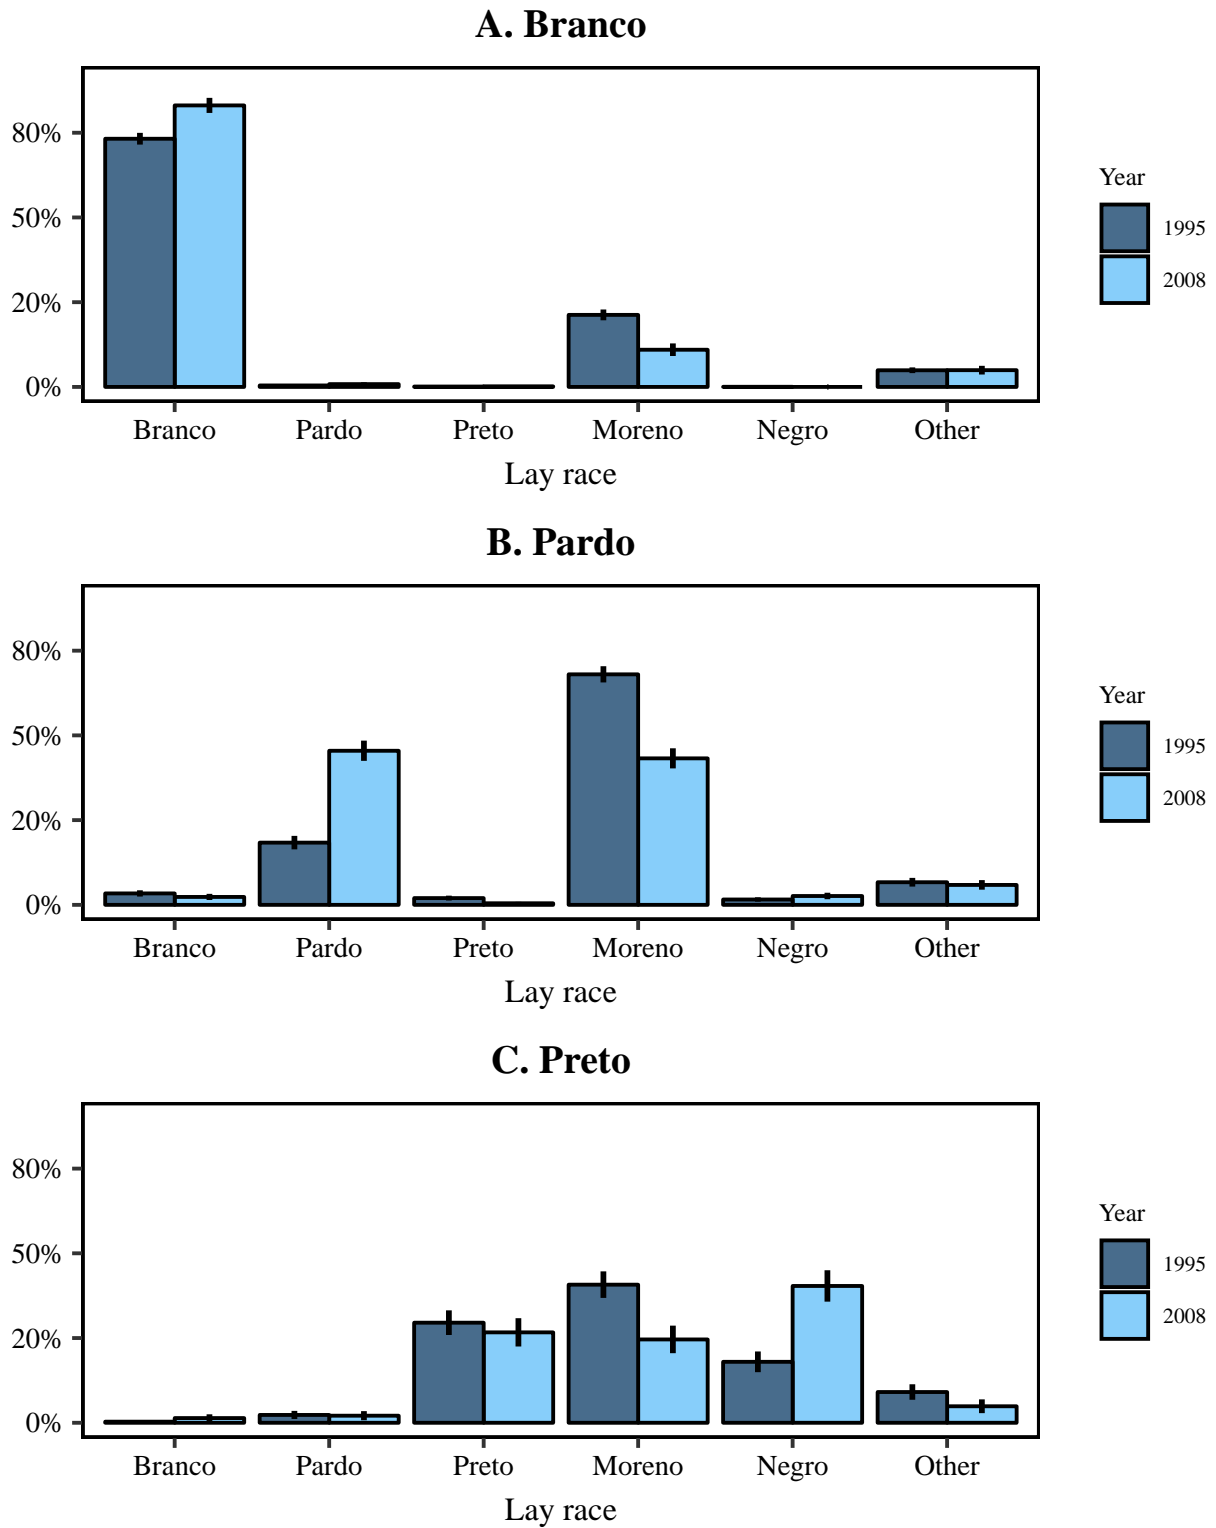 A. Branco
80%
50%
20%
0%
Branco Pardo Preto Moreno Negro Other
Lay race
Year
1995
2008
B. Pardo
80%
50%
20%
0%
Branco Pardo Preto Moreno Negro Other
Lay race
Year
1995
2008
C. Preto
80%
50%
20%
0%
Branco Pardo Preto Moreno Negro Other
Lay race
Year
1995
2008